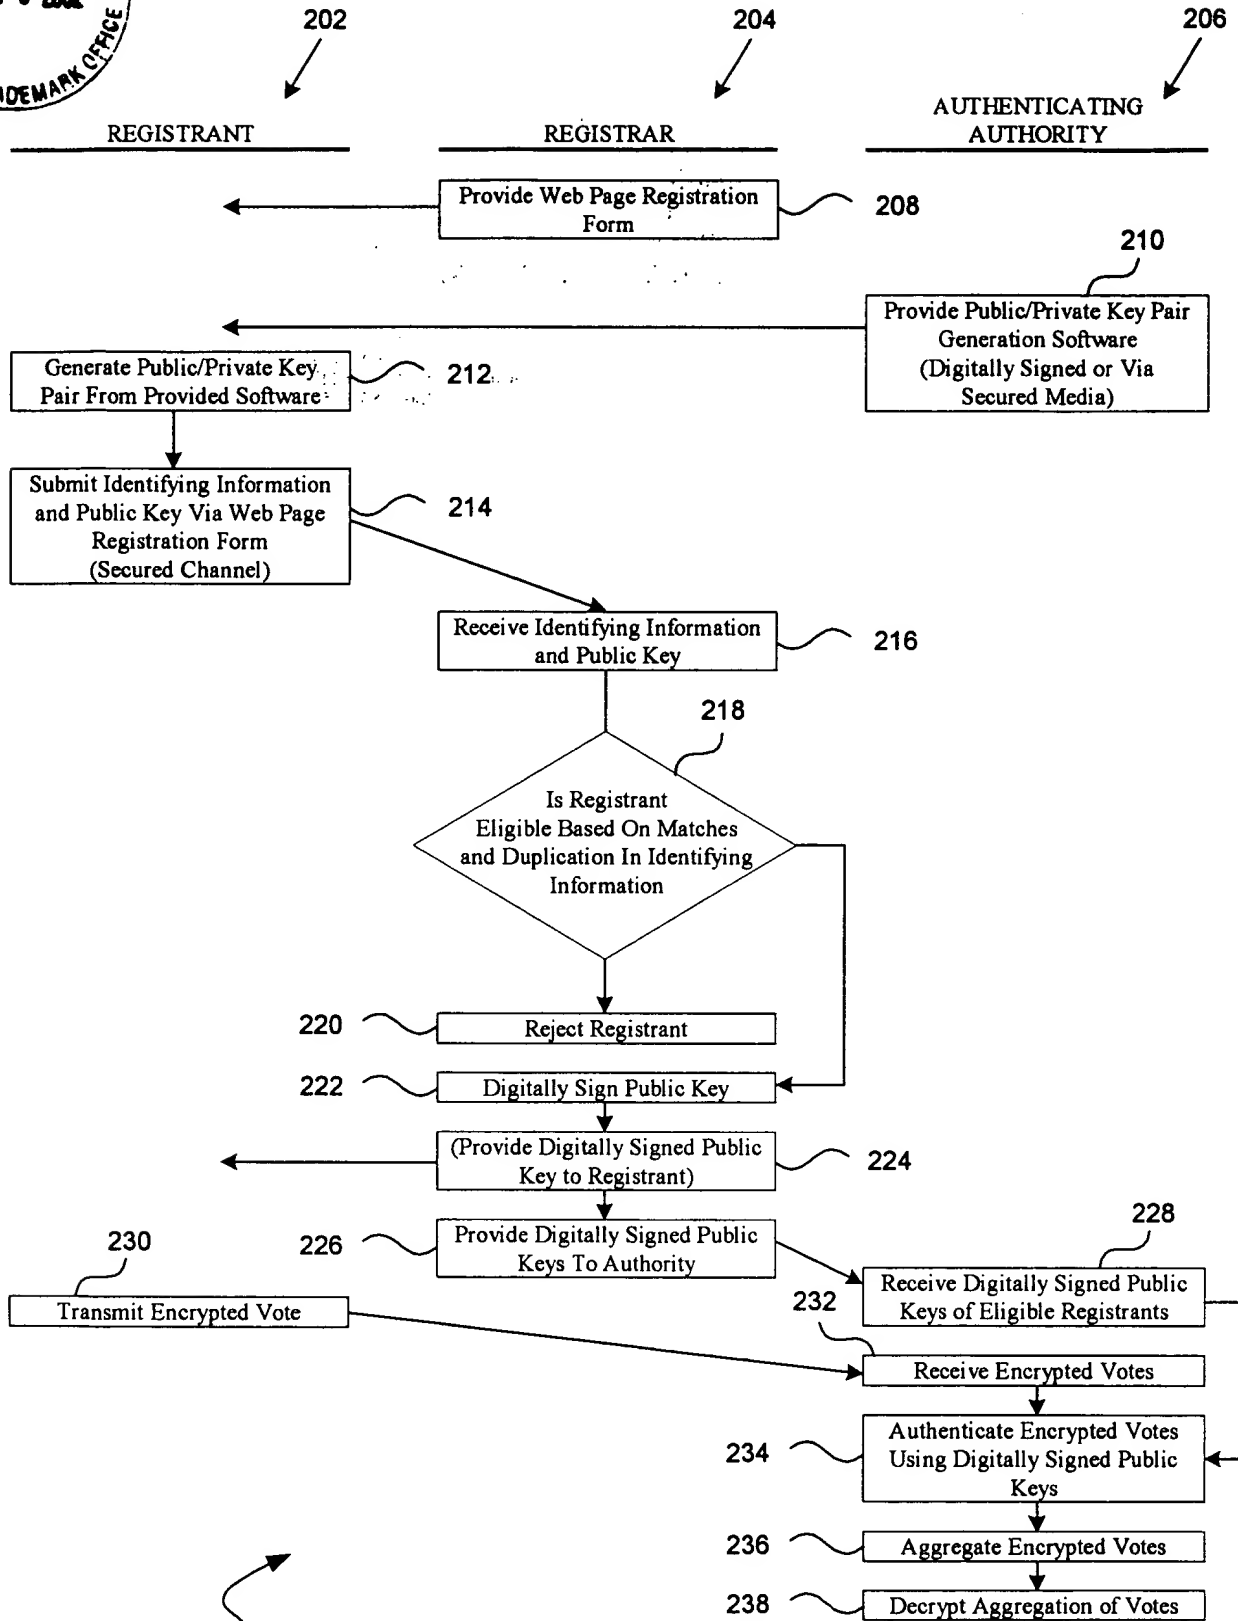 2002
DEMARK OFFICE
202
204
206
REGISTRANT
REGISTRAR
AUTHENTICATING
AUTHORITY
Provide Web Page Registration
Form
208
210
Provide Public/Private Key Pair
Generation Software
(Digitally Signed or Via
Secured Media)
Generate Public/Private Key
Pair From Provided Software
212
Submit Identifying Information
and Public Key Via Web Page
Registration Form
(Secured Channel)
214
Receive Identifying Information
and Public Key
216
218
Is Registrant
Eligible Based On Matches
and Duplication In Identifying
Information
220
Reject Registrant
222
Digitally Sign Public Key
(Provide Digitally Signed Public
Key to Registrant)
224
226
Provide Digitally Signed Public
Keys To Authority
228
Receive Digitally Signed Public
Keys of Eligible Registrants
230
Transmit Encrypted Vote
232
Receive Encrypted Votes
234
Authenticate Encrypted Votes
Using Digitally Signed Public
Keys
236
Aggregate Encrypted Votes
238
Decrypt Aggregation of Votes